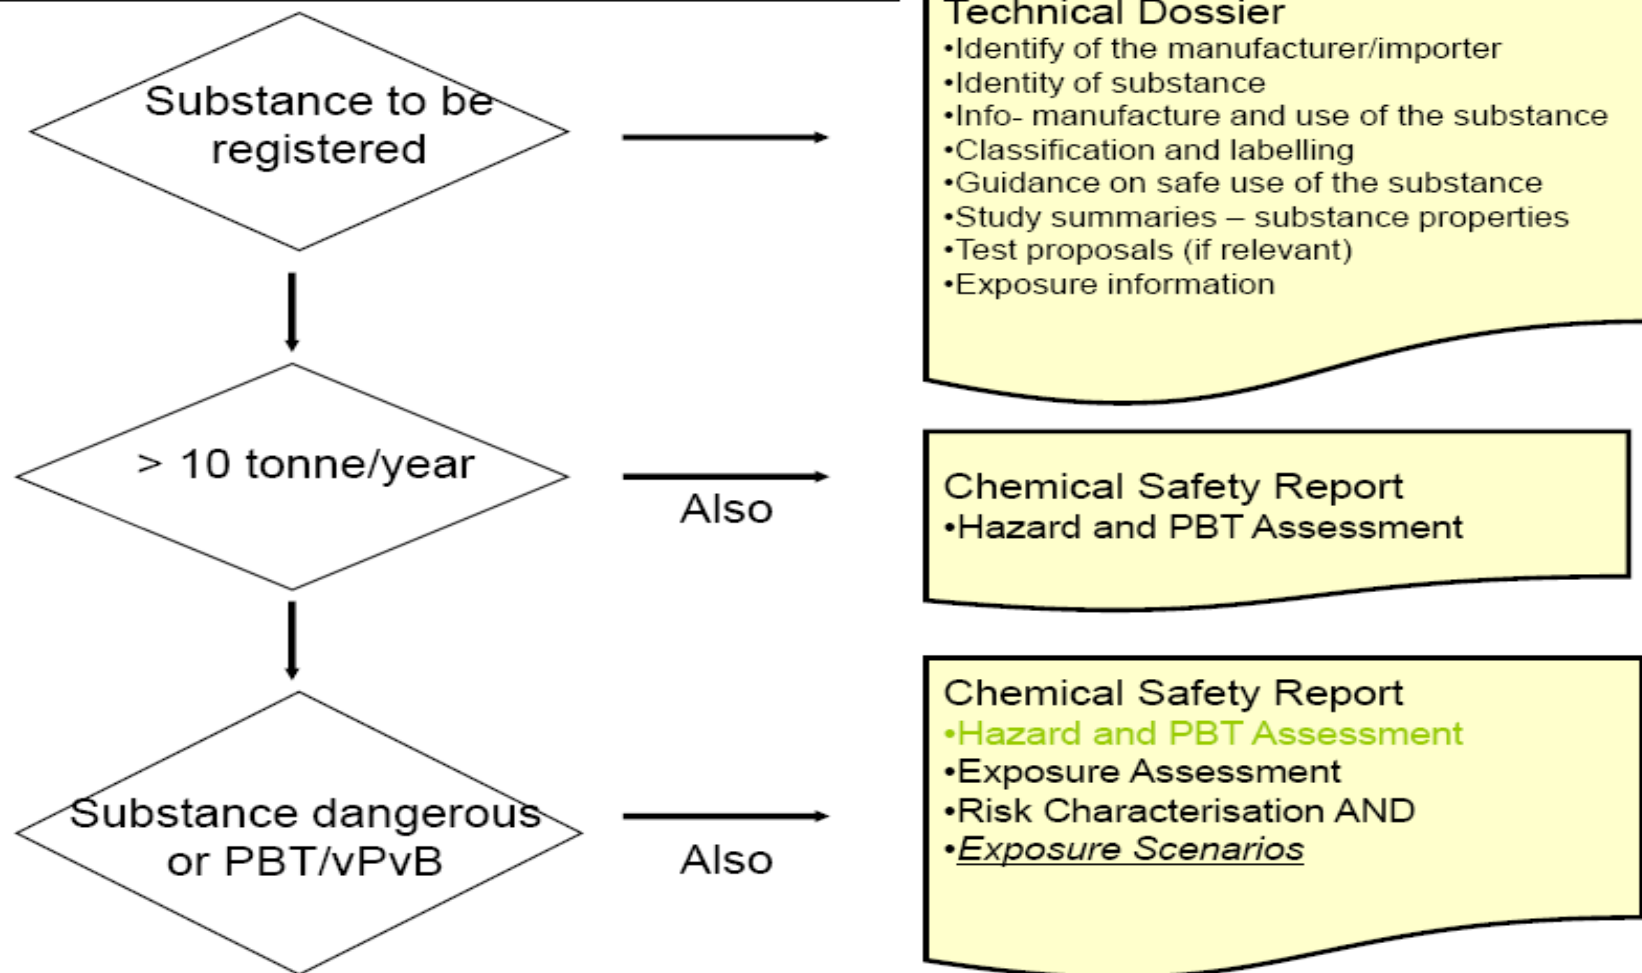 Substance to be
registered
Technical Dossier
•Identify of the manufacturer/importer
•Identity of substance
•Info- manufacture and use of the substance
•Classification and labelling
•Guidance on safe use of the substance
•Study summaries – substance properties
•Test proposals (if relevant)
•Exposure information
> 10 tonne/year
Also
Chemical Safety Report
•Hazard and PBT Assessment
Substance dangerous
or PBT/vPvB
Also
Chemical Safety Report
•Hazard and PBT Assessment
•Exposure Assessment
•Risk Characterisation AND
•Exposure Scenarios